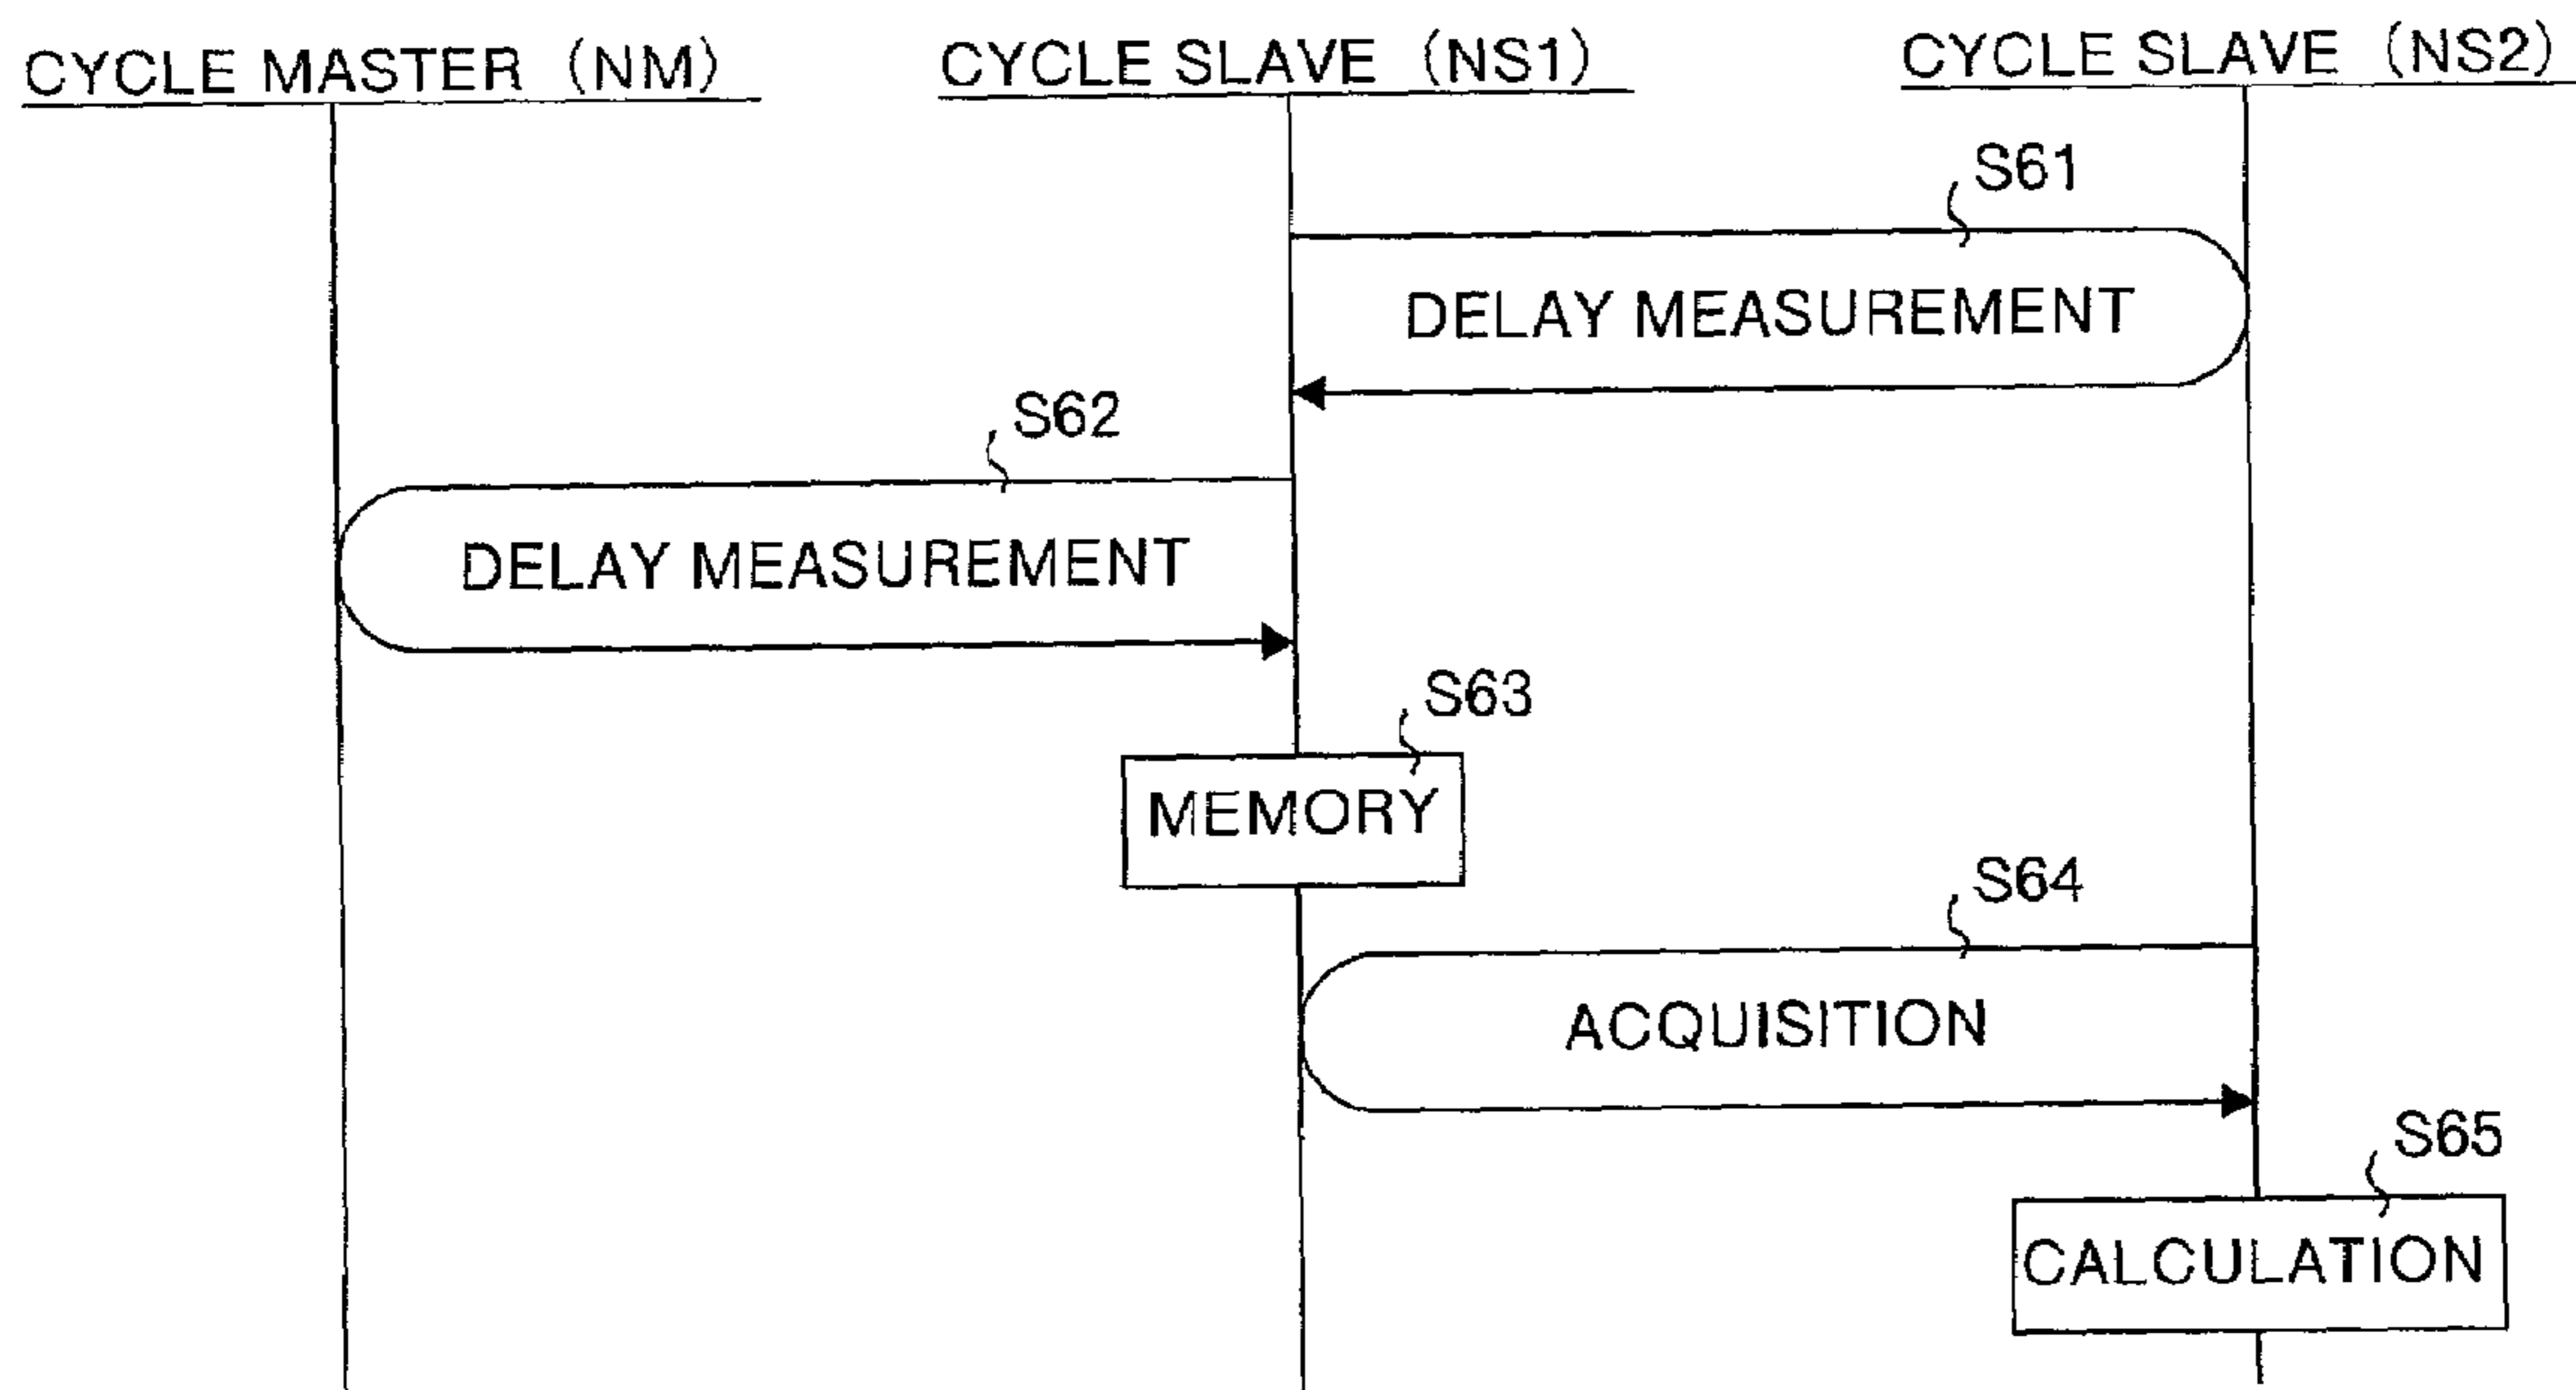 CYCLE MASTER (NM)
CYCLE SLAVE (NS1)
CYCLE SLAVE (NS2)
S61
DELAY MEASUREMENT
S62
DELAY MEASUREMENT
S63
MEMORY
S64
ACQUISITION
S65
CALCULATION